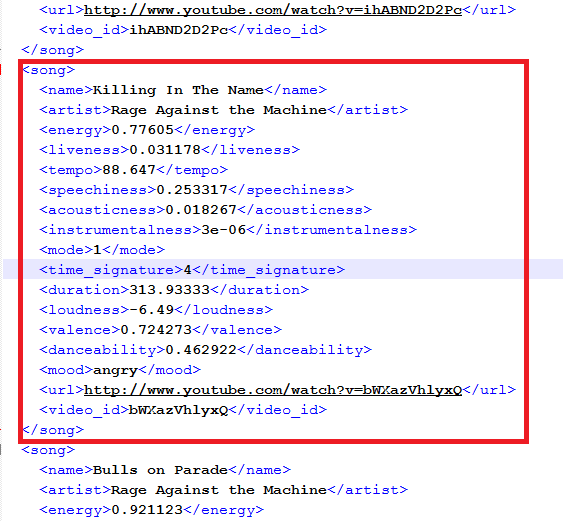 <url>http://www.youtube.com/watch?v=ihABND2D2Pc</url>
<video_id>ihABND2D2Pc</video_id>
</song>
<song>
<name>Killing In The Name</name>
<artist>Rage Against the Machine</artist>
<energy>0.77605</energy>
<liveness>0.031178</liveness>
<tempo>88.647</tempo>
<speechiness>0.253317</speechiness>
<acousticness>0.018267</acousticness>
<instrumentalness>3e-06</instrumentalness>
<mode>1</mode>
<time_signature>4</time_signature>
<duration>313.93333</duration>
<loudness>-6.49</loudness>
<valence>0.724273</valence>
<danceability>0.462922</danceability>
<mood>angry</mood>
<url>http://www.youtube.com/watch?v=bWXazVhlyxQ</url>
<video_id>bWXazVhlyxQ</video_id>
</song>
<song>
<name>Bulls on Parade</name>
<artist>Rage Against the Machine</artist>
<energy>0.921123</energy>